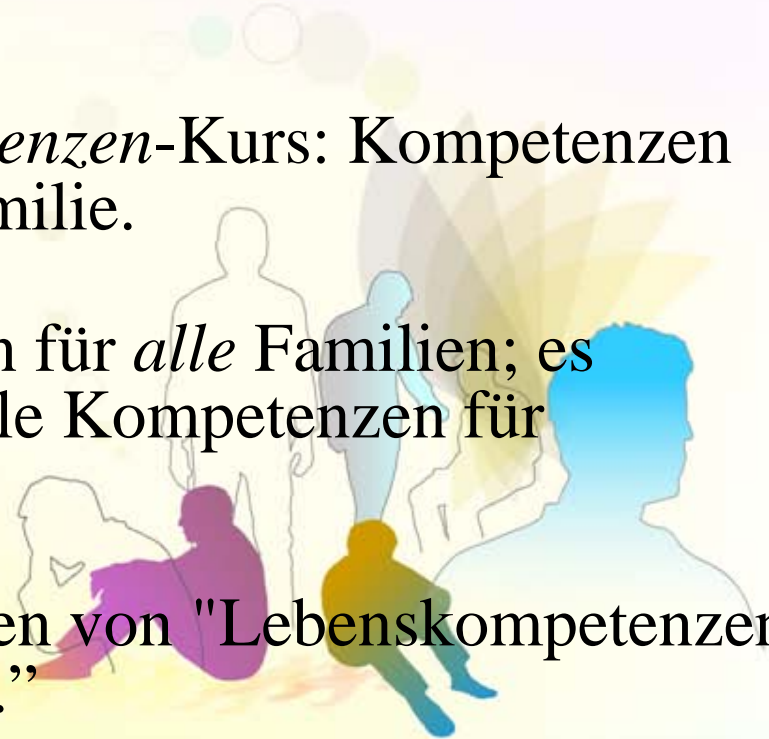 enzen-Kurs: Kompetenzen
milie.
n für alle Familien; es
le Kompetenzen für
en von "Lebenskompetenzen
.”